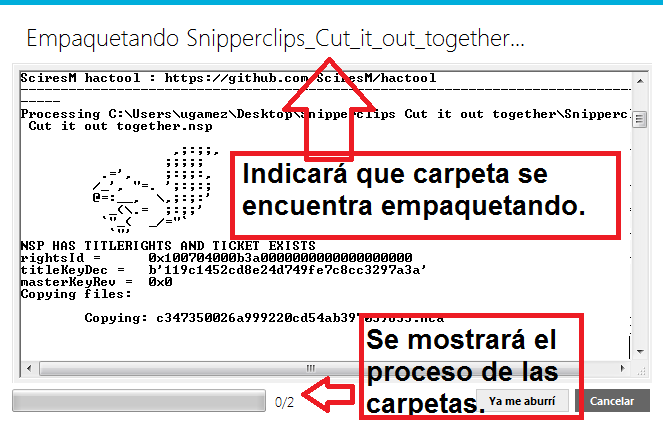 Empaquetando Snipperclips_Cut_it_out_together...
SciresM hactool : https://github.com/SciresM/hactool
-----
Processing C:\Users\ugamez\Desktop\Snipperclips Cut it out together\Snipperc
Cut it out together.nsp
Indicará que carpeta se
encuentra empaquetando.
NSP HAS TITLERIGHTS AND TICKET EXISTS
rightsId = 0x100704000b3a0000000000000000000
titleKeyDec = b'119c1452cd8e24d749fe7c8cc3297a3a'
masterKeyRev = 0x0
Copying files:
Copying:
Se mostrará el
proceso de las
carpetas.
0/2
Ya me aburrí
Cancelar